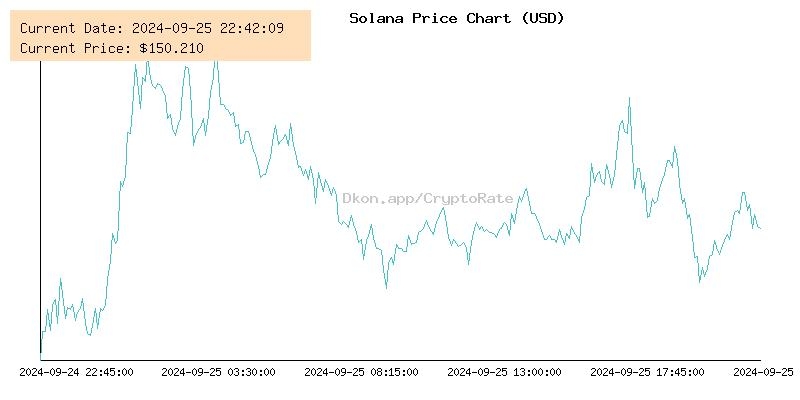 Solana Price Chart (USD)
Current Date: 2024-09-25 22:42:09
Current Price: $150.210
Dkon.app/CryptoRate
2024-09-24 22:45:00 2024-09-25 03:30:00 2024-09-25 08:15:00 2024-09-25 13:00:00 2024-09-25 17:45:00 2024-09-25